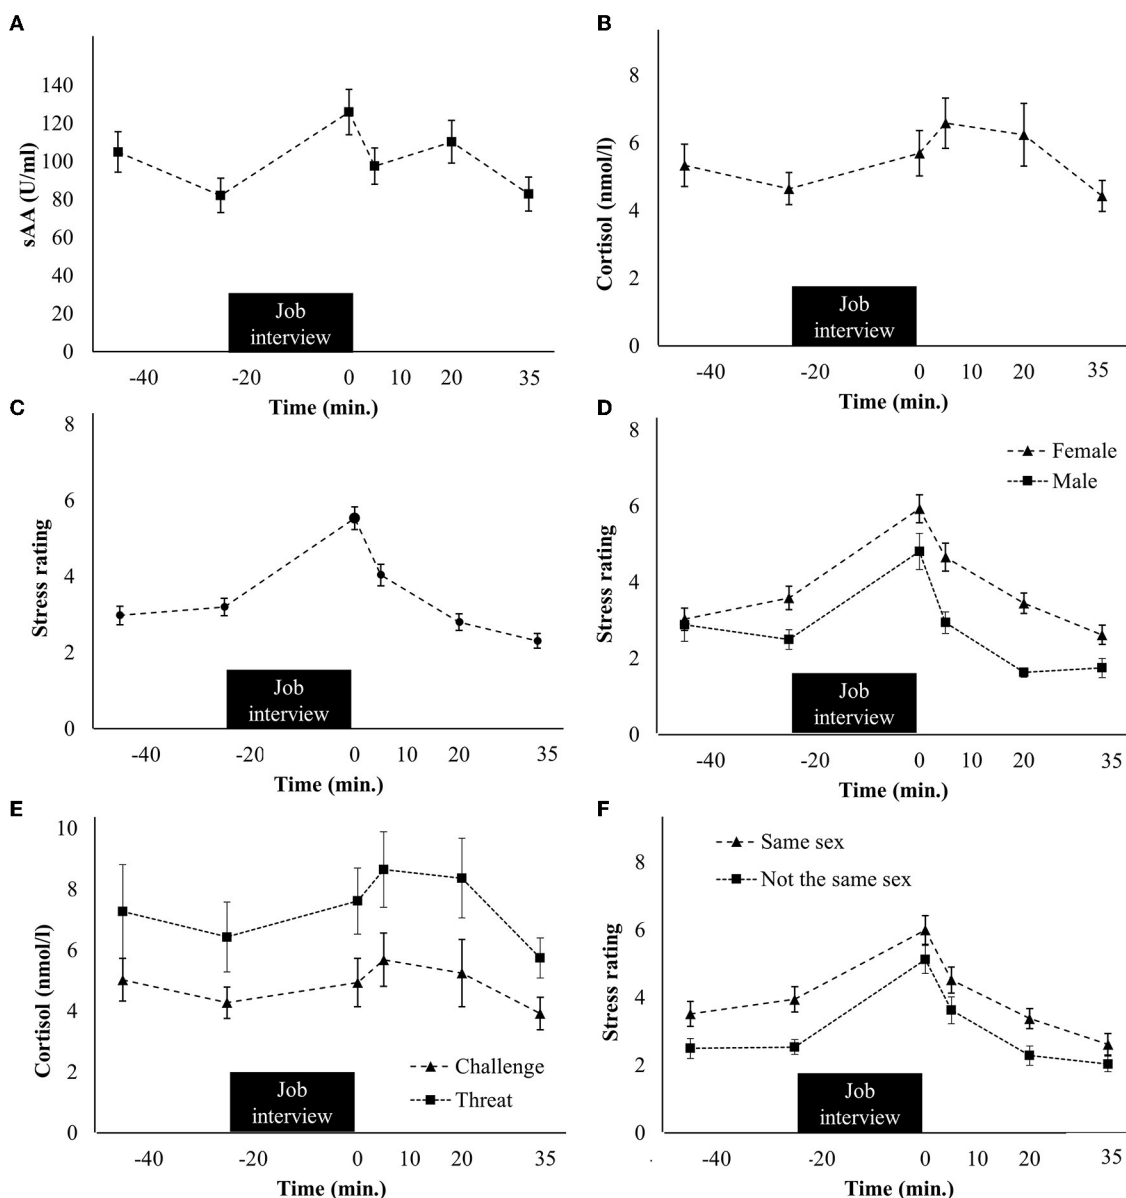 A
sAA (U/ml)
140
120
100
80
60
40
20
0
Job
interview
-40
-20
0
10
20
35
Time (min.)
B
Cortisol (nmol/l)
8
6
4
2
0
Job
interview
-40
-20
0
10
20
35
Time (min.)
C
Stress rating
8
6
4
2
0
Job
interview
-40
-20
0
10
20
35
Time (min.)
D
Stress rating
8
6
4
2
0
Female
Male
Job
interview
-40
-20
0
10
20
35
Time (min.)
E
Cortisol (nmol/l)
10
8
6
4
2
0
Challenge
Threat
Job
interview
-40
-20
0
10
20
35
Time (min.)
F
Stress rating
8
6
4
2
0
Same sex
Not the same sex
Job
interview
-40
-20
0
10
20
35
Time (min.)